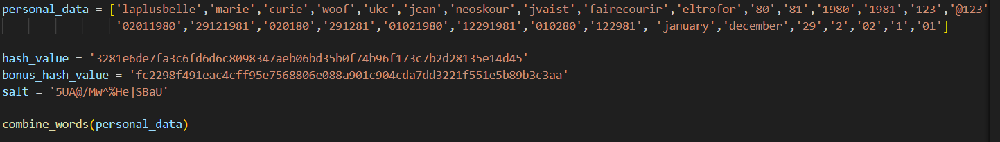 personal_data = ['laplusbelle','marie','curie','woof','ukc','jean','neoskour','jvaist','fairecourir','eltrofor','80','81','1980','1981','123','@123'
'02011980','29121981','020180','291281','01021980','12291981','010280','122981', 'january','december','29','2','02','1','01']
hash_value = '3281e6de7fa3c6fd6d6c8098347aeb06bd35b0f74b96f173c7b2d28135e14d45'
bonus_hash_value = 'fc2298f491eac4cff95e7568806e088a901c904cda7dd3221f551e5b89b3c3aa'
salt = '5UA@/Mw^%He]SBaU'
combine_words(personal_data)